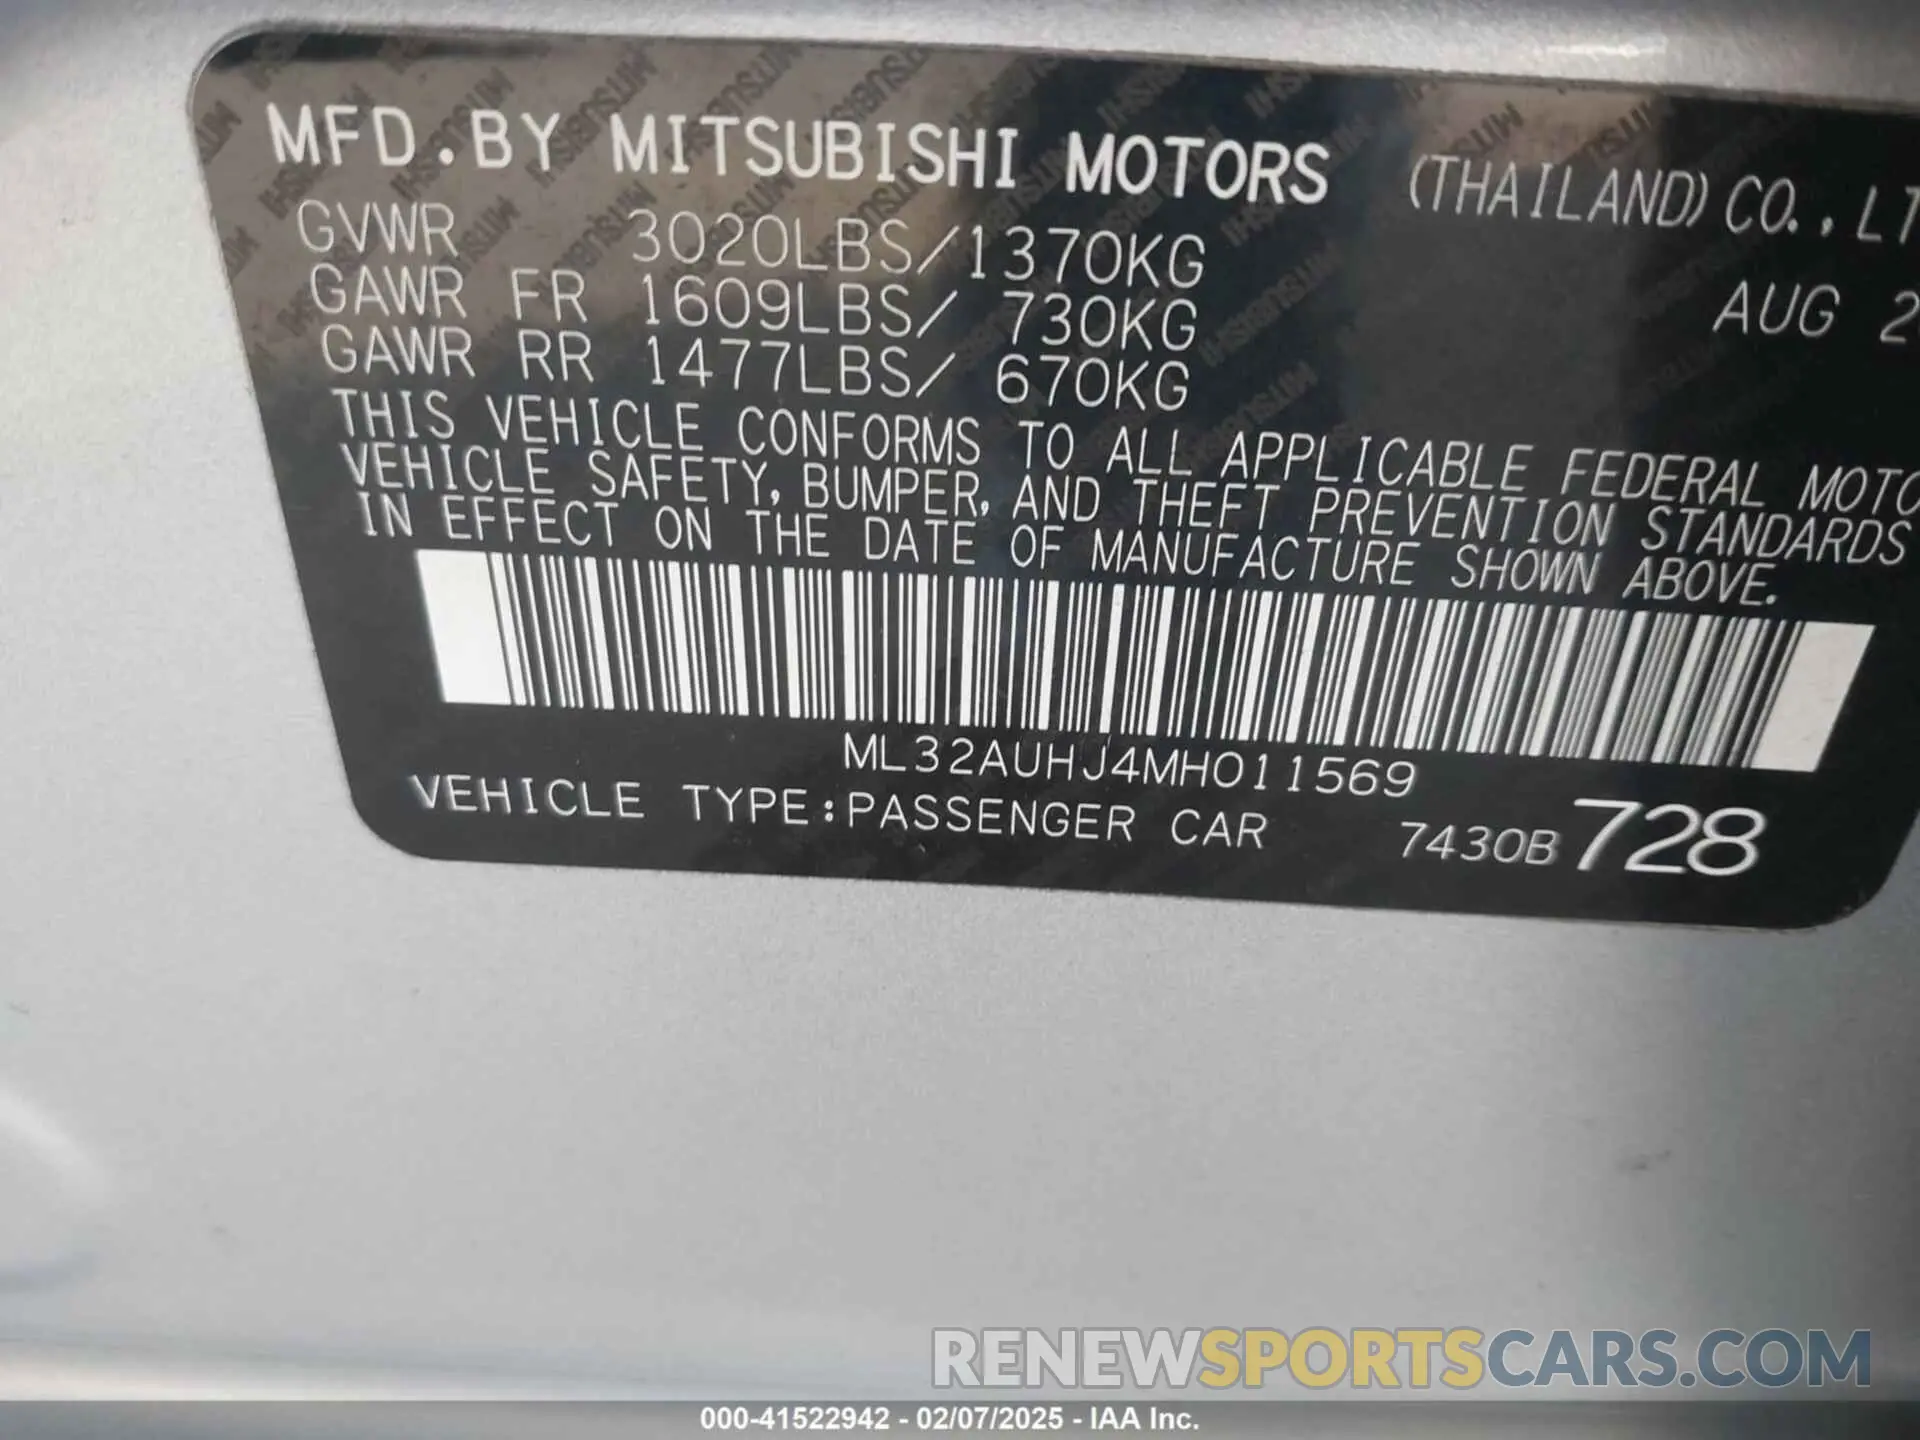 MFD.BY MITSUBISHI MOTORS (THAILAND) CO.,LT
GVWR 3020LBS/1370KG
AUG 2
GAWR FR 1609LBS/ 730KG
GAWR RR 1477LBS/ 670KG
THIS VEHICLE CONFORMS TO ALL APPLICABLE FEDERAL MOTO
VEHICLE SAFETY, BUMPER, AND THEFT PREVENTION STANDARDS
IN EFFECT ON THE DATE OF MANUFACTURE SHOWN ABOVE.
ML32AUHJ4MH011569
VEHICLE TYPE:PASSENGER CAR 7430B728
RENEWSPORTSCARS.COM
000-41522942 - 02/07/2025 - IAA Inc.